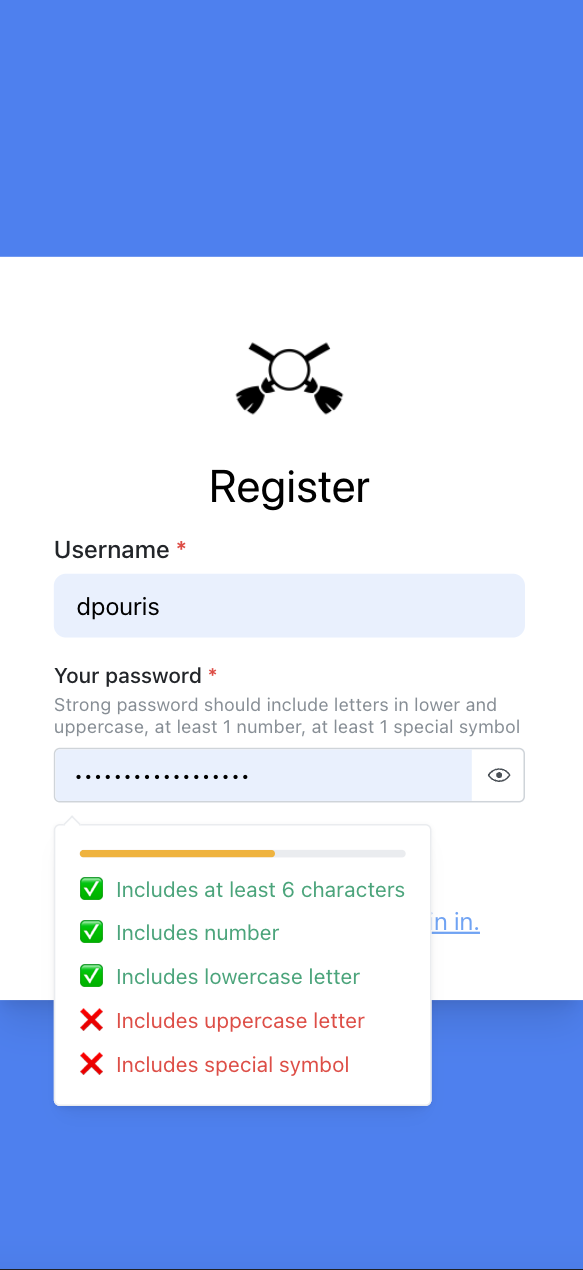 Register
Username *
dpouris
Your password *
Strong password should include letters in lower and
uppercase, at least 1 number, at least 1 special symbol
••••••••••••••••••
Includes at least 6 characters
in.
Includes number
Includes lowercase letter
Includes uppercase letter
Includes special symbol